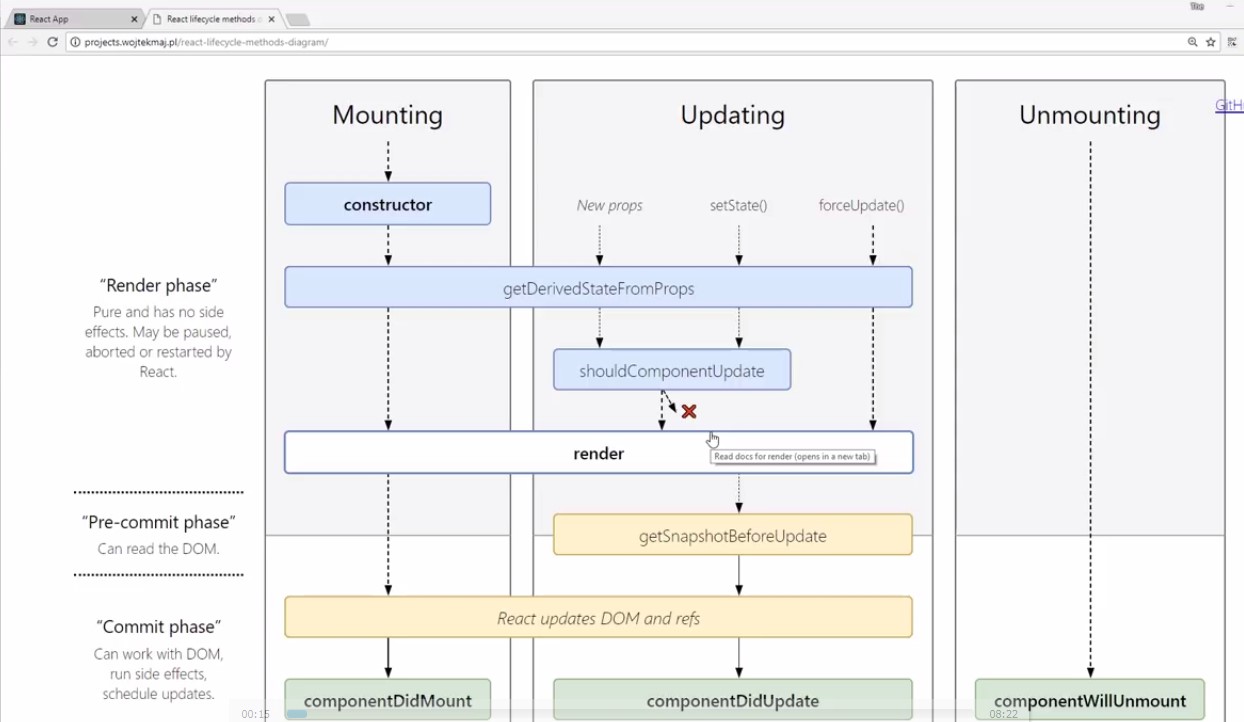 The
React App
React lifecycle methods
projects.wojtekmaj.pl/react-lifecycle-methods-diagram/
Mounting
Updating
Unmounting
constructor
New props
setState()
forceUpdate()
"Render phase"
Pure and has no side
effects. May be paused,
aborted or restarted by
React.
getDerivedStateFromProps
shouldComponentUpdate
render
Read docs for render (opens in a new tab)
"Pre-commit phase"
Can read the DOM.
getSnapshotBeforeUpdate
"Commit phase"
Can work with DOM,
run side effects,
schedule updates.
React updates DOM and refs
componentDidMount
componentDidUpdate
componentWillUnmount
00:15
08:22